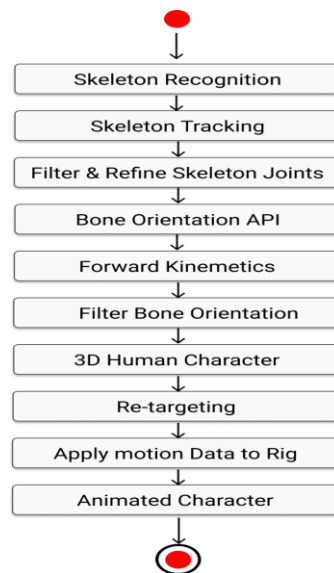 Skeleton Recognition
Skeleton Tracking
Filter & Refine Skeleton Joints
Bone Orientation API
Forward Kinemetics
Filter Bone Orientation
3D Human Character
Re-targeting
Apply motion Data to Rig
Animated Character